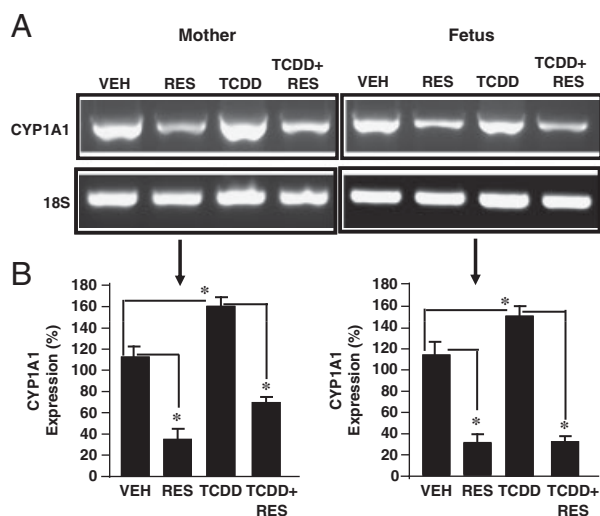 A
Mother
Fetus
VEH RES TCDD TCDD+
RES
VEH RES TCDD TCDD+
RES
CYP1A1
18S
B
CYP1A1
Expression (%)
180
160
140
120
100
80
60
40
20
0
*
*
*
VEH RES TCDD TCDD+
RES
CYP1A1
Expression (%)
180
160
140
120
100
80
60
40
20
0
*
*
*
VEH RES TCDD TCDD+
RES